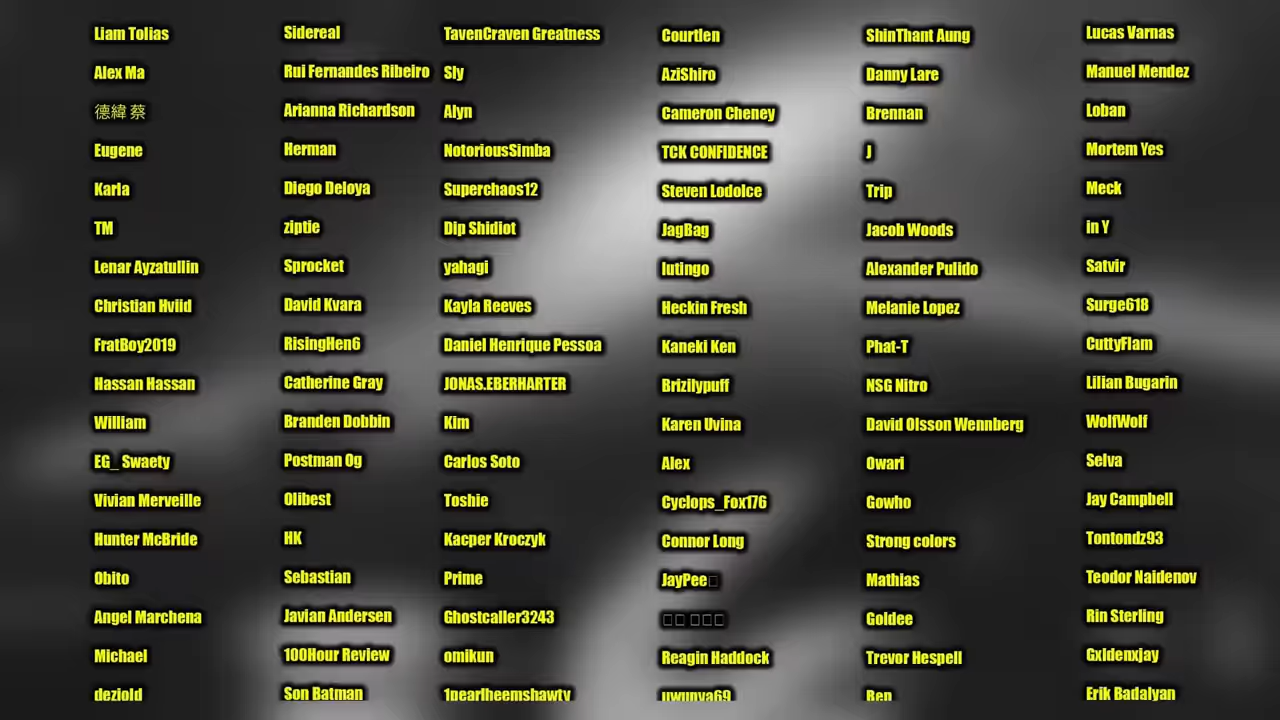 Liam Tolias
Alex Ma
德緯 蔡
Eugene
Karla
TM
Lenar Ayzatullin
Christian Hviid
FratBoy2019
Hassan Hassan
William
EG_ Swaety
Vivian Merveille
Hunter McBride
Obito
Angel Marchena
Michael
deziold
Sidereal
Rui Fernandes Ribeiro
Arianna Richardson
Herman
Diego Deloya
ziptie
Sprocket
David Kvara
RisingHen6
Catherine Gray
Branden Dobbin
Postman Og
Olibest
HK
Sebastian
Javian Andersen
100Hour Review
Son Batman
TavenCraven Greatness
Sly
Alyn
NotoriousSimba
Superchaos12
Dip Shidiot
yahagi
Kayla Reeves
Daniel Henrique Pessoa
JONAS.EBERHARTER
Kim
Carlos Soto
Toshie
Kacper Kroczyk
Prime
Ghostcaller3243
omikun
1pearlheemshawty
Courtlen
AziShiro
Cameron Cheney
TCK CONFIDENCE
Steven Lodolce
JagBag
lutingo
Heckin Fresh
Kaneki Ken
Brizilypuff
Karen Uvina
Alex
Cyclops_Fox176
Connor Long
JayPee
Reagin Haddock
uwunya69
ShinThant Aung
Danny Lare
Brennan
J
Trip
Jacob Woods
Alexander Pulido
Melanie Lopez
Phat-T
NSG Nitro
David Olsson Wennberg
Owari
Gowho
Strong colors
Mathias
Goldee
Trevor Hespell
Ben
Lucas Varnas
Manuel Mendez
Loban
Mortem Yes
Meck
in Y
Satvir
Surge618
CuttyFlam
Lilian Bugarin
WolfWolf
Selva
Jay Campbell
Tontondz93
Teodor Naidenov
Rin Sterling
Gxldenxjay
Erik Badalyan